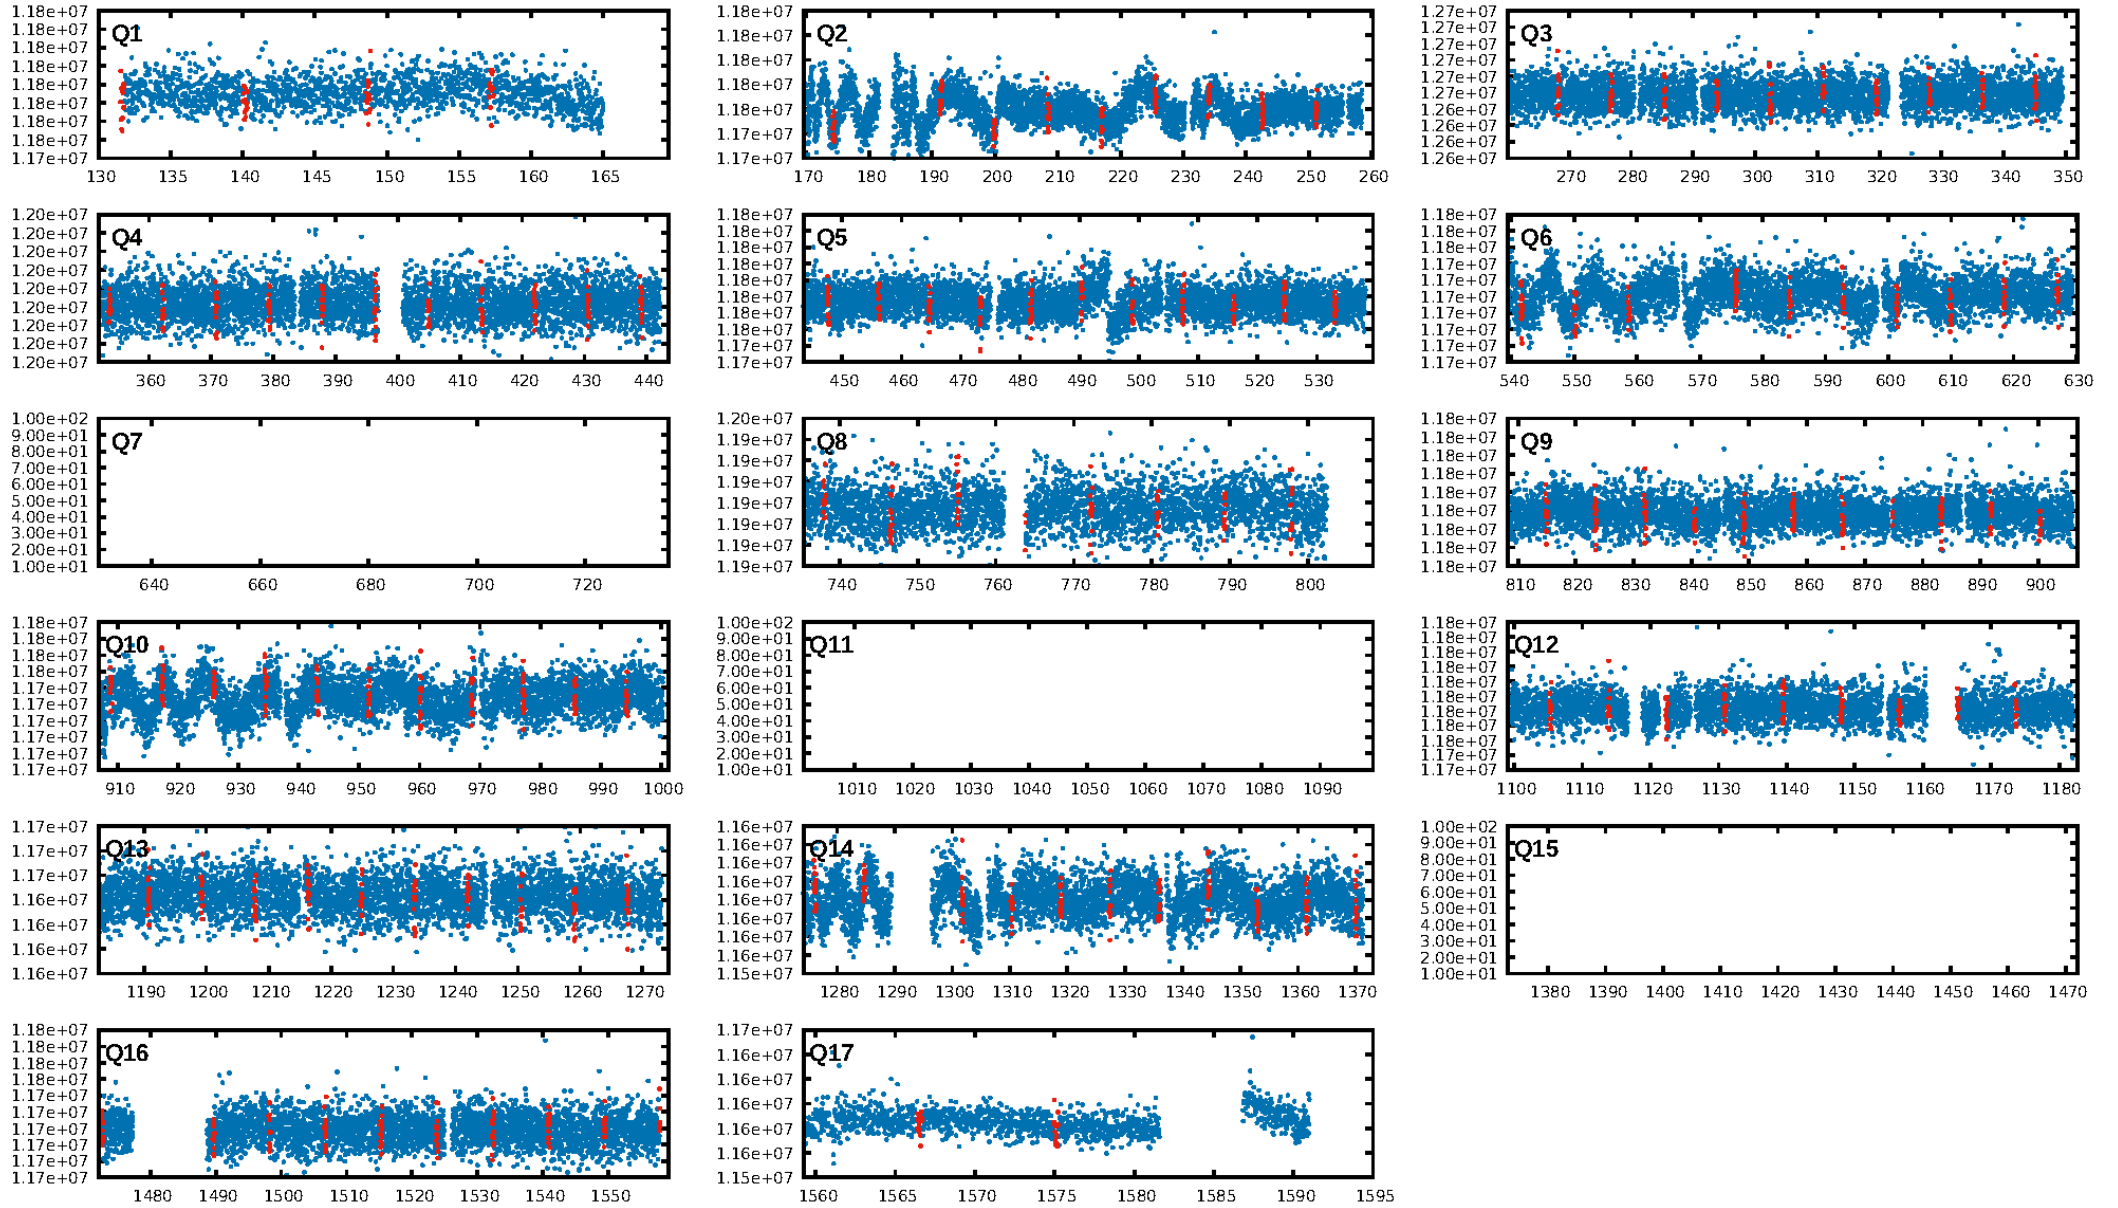 Q1
1.18e+07
1.18e+07
1.18e+07
1.18e+07
1.18e+07
1.18e+07
1.18e+07
1.18e+07
1.17e+07
130 135 140 145 150 155 160 165
Q2
1.18e+07
1.18e+07
1.18e+07
1.18e+07
1.18e+07
1.17e+07
1.17e+07
170 180 190 200 210 220 230 240 250 260
Q3
1.27e+07
1.27e+07
1.27e+07
1.27e+07
1.27e+07
1.26e+07
1.26e+07
1.26e+07
1.26e+07
1.26e+07
270 280 290 300 310 320 330 340 350
Q4
1.20e+07
1.20e+07
1.20e+07
1.20e+07
1.20e+07
1.20e+07
1.20e+07
1.20e+07
1.20e+07
360 370 380 390 400 410 420 430 440
Q5
1.18e+07
1.18e+07
1.18e+07
1.18e+07
1.18e+07
1.18e+07
1.18e+07
1.18e+07
1.17e+07
1.17e+07
450 460 470 480 490 500 510 520 530
Q6
1.18e+07
1.18e+07
1.18e+07
1.17e+07
1.17e+07
1.17e+07
1.17e+07
1.17e+07
1.17e+07
1.17e+07
540 550 560 570 580 590 600 610 620 630
Q7
1.00e+02
9.00e+01
8.00e+01
7.00e+01
6.00e+01
5.00e+01
4.00e+01
3.00e+01
2.00e+01
1.00e+01
640 660 680 700 720
Q8
1.20e+07
1.19e+07
1.19e+07
1.19e+07
1.19e+07
1.19e+07
1.19e+07
1.19e+07
740 750 760 770 780 790 800
Q9
1.18e+07
1.18e+07
1.18e+07
1.18e+07
1.18e+07
1.18e+07
1.18e+07
1.18e+07
1.18e+07
810 820 830 840 850 860 870 880 890 900
Q10
1.18e+07
1.18e+07
1.18e+07
1.18e+07
1.17e+07
1.17e+07
1.17e+07
1.17e+07
1.17e+07
1.17e+07
910 920 930 940 950 960 970 980 990 1000
Q11
1.00e+02
9.00e+01
8.00e+01
7.00e+01
6.00e+01
5.00e+01
4.00e+01
3.00e+01
2.00e+01
1.00e+01
1010 1020 1030 1040 1050 1060 1070 1080 1090
Q12
1.18e+07
1.18e+07
1.18e+07
1.18e+07
1.18e+07
1.18e+07
1.18e+07
1.18e+07
1.18e+07
1.17e+07
1.17e+07
1100 1110 1120 1130 1140 1150 1160 1170 1180
Q13
1.17e+07
1.17e+07
1.17e+07
1.16e+07
1.16e+07
1.16e+07
1.16e+07
1190 1200 1210 1220 1230 1240 1250 1260 1270
Q14
1.16e+07
1.16e+07
1.16e+07
1.16e+07
1.16e+07
1.16e+07
1.16e+07
1.16e+07
1.15e+07
1280 1290 1300 1310 1320 1330 1340 1350 1360 1370
Q15
1.00e+02
9.00e+01
8.00e+01
7.00e+01
6.00e+01
5.00e+01
4.00e+01
3.00e+01
2.00e+01
1.00e+01
1380 1390 1400 1410 1420 1430 1440 1450 1460 1470
Q16
1.18e+07
1.18e+07
1.18e+07
1.18e+07
1.17e+07
1.17e+07
1.17e+07
1.17e+07
1.17e+07
1.17e+07
1480 1490 1500 1510 1520 1530 1540 1550
Q17
1.17e+07
1.16e+07
1.16e+07
1.16e+07
1.16e+07
1.16e+07
1.15e+07
1560 1565 1570 1575 1580 1585 1590 1595